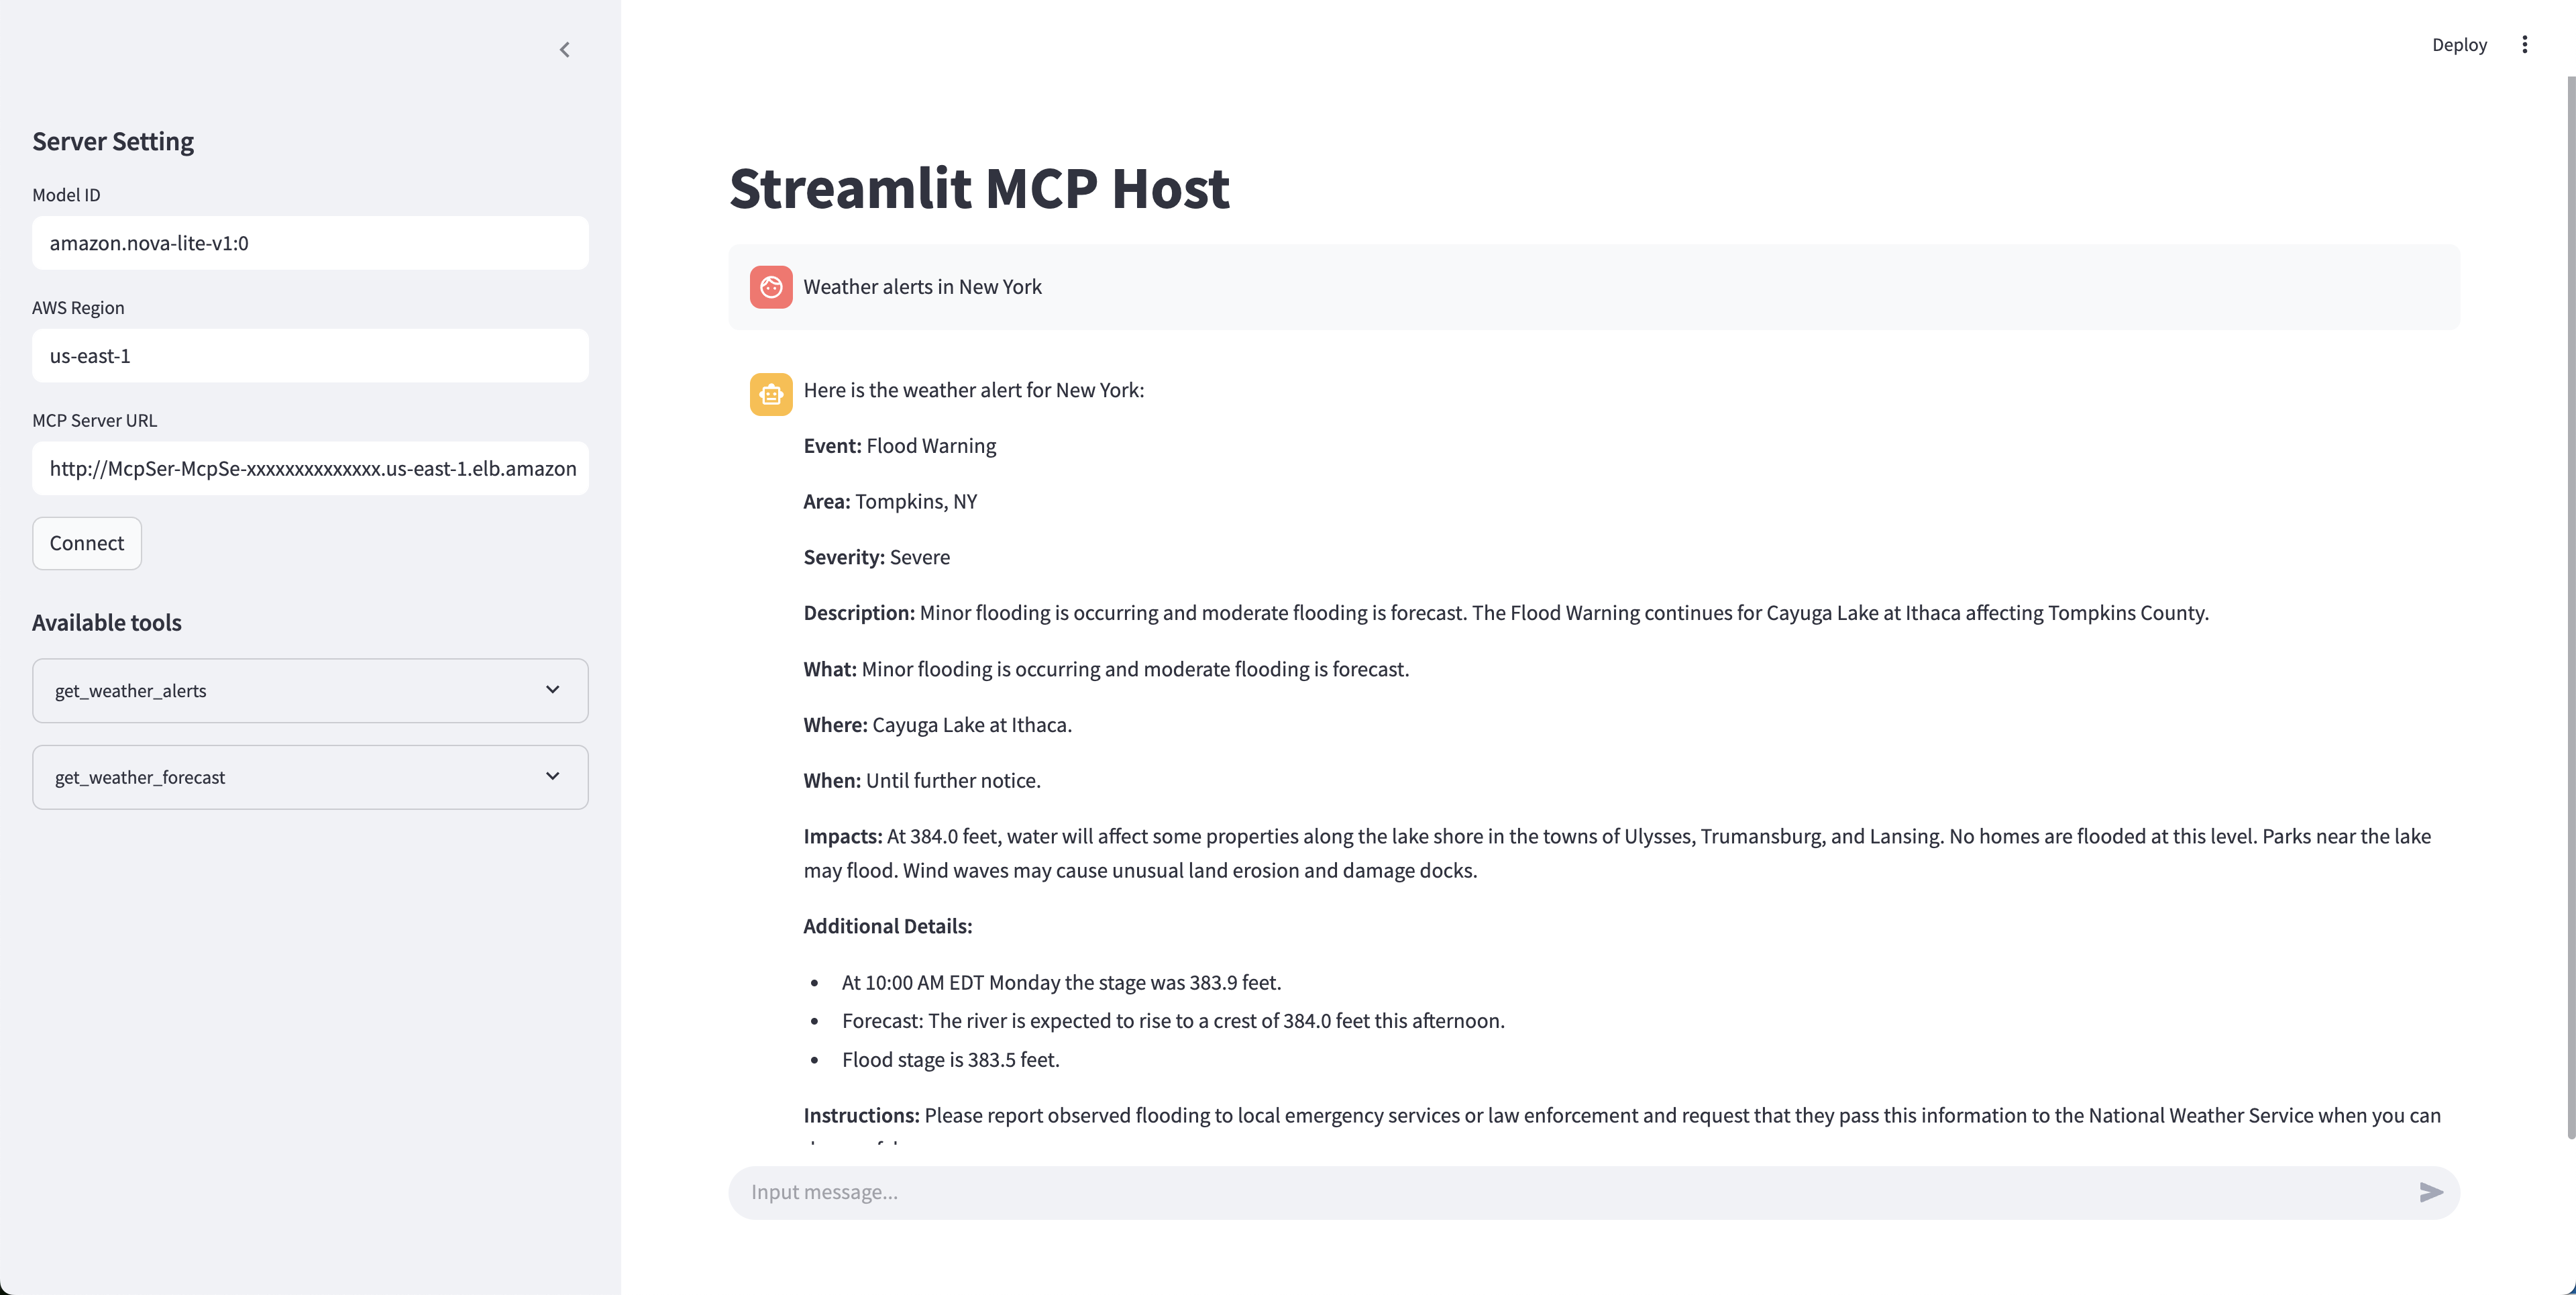 Deploy
Server Setting
Model ID
amazon.nova-lite-v1:0
AWS Region
us-east-1
MCP Server URL
http://McpSer-McpSe-xxxxxxxxxxxxxx.us-east-1.elb.amazon
Connect
Available tools
get_weather_alerts
get_weather_forecast
Streamlit MCP Host
Weather alerts in New York
Here is the weather alert for New York:
Event: Flood Warning
Area: Tompkins, NY
Severity: Severe
Description: Minor flooding is occurring and moderate flooding is forecast. The Flood Warning continues for Cayuga Lake at Ithaca affecting Tompkins County.
What: Minor flooding is occurring and moderate flooding is forecast.
Where: Cayuga Lake at Ithaca.
When: Until further notice.
Impacts: At 384.0 feet, water will affect some properties along the lake shore in the towns of Ulysses, Trumansburg, and Lansing. No homes are flooded at this level. Parks near the lake
may flood. Wind waves may cause unusual land erosion and damage docks.
Additional Details:
• At 10:00 AM EDT Monday the stage was 383.9 feet.
• Forecast: The river is expected to rise to a crest of 384.0 feet this afternoon.
• Flood stage is 383.5 feet.
Instructions: Please report observed flooding to local emergency services or law enforcement and request that they pass this information to the National Weather Service when you can
Input message...